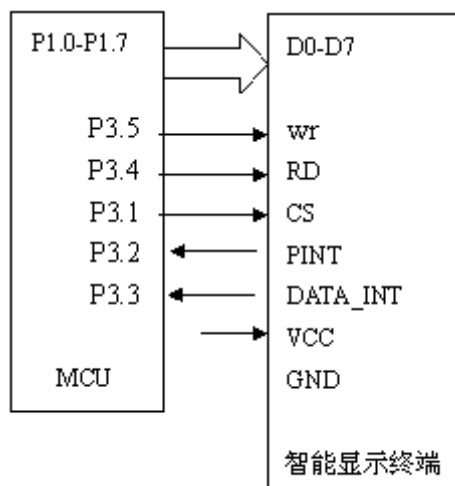 P1.0-P1.7 D0-D7
P3.5 wr
P3.4 RD
P3.1 CS
P3.2 PINT
P3.3 DATA_INT
VCC
MCU GND
智能显示终端